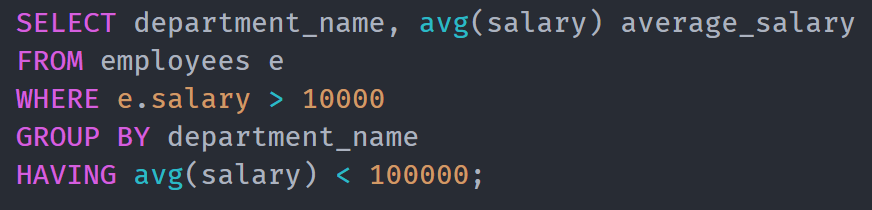 SELECT department_name, avg(salary) average_salary
FROM employees e
WHERE e.salary > 10000
GROUP BY department_name
HAVING avg(salary) < 100000;